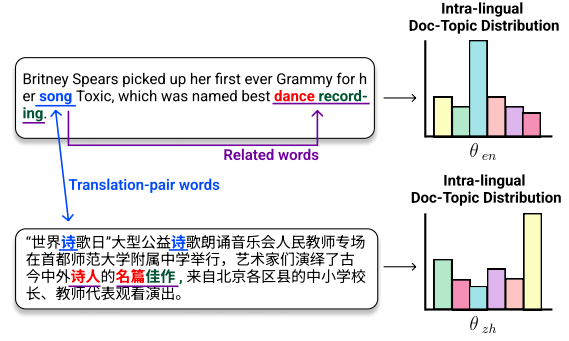 Intra-lingual
Doc-Topic Distribution
Britney Spears picked up her first ever Grammy for h
er song Toxic, which was named best dance record-
ing.
θen
Related words
Translation-pair words
Intra-lingual
Doc-Topic Distribution
“世界诗歌日”大型公益诗歌朗诵音乐会人民教师专场
在首都师范大学附属中学举行，艺术家们演绎了古
今中外诗人的名篇佳作，来自北京各区县的中小学校
长、教师代表观看演出。
θzh